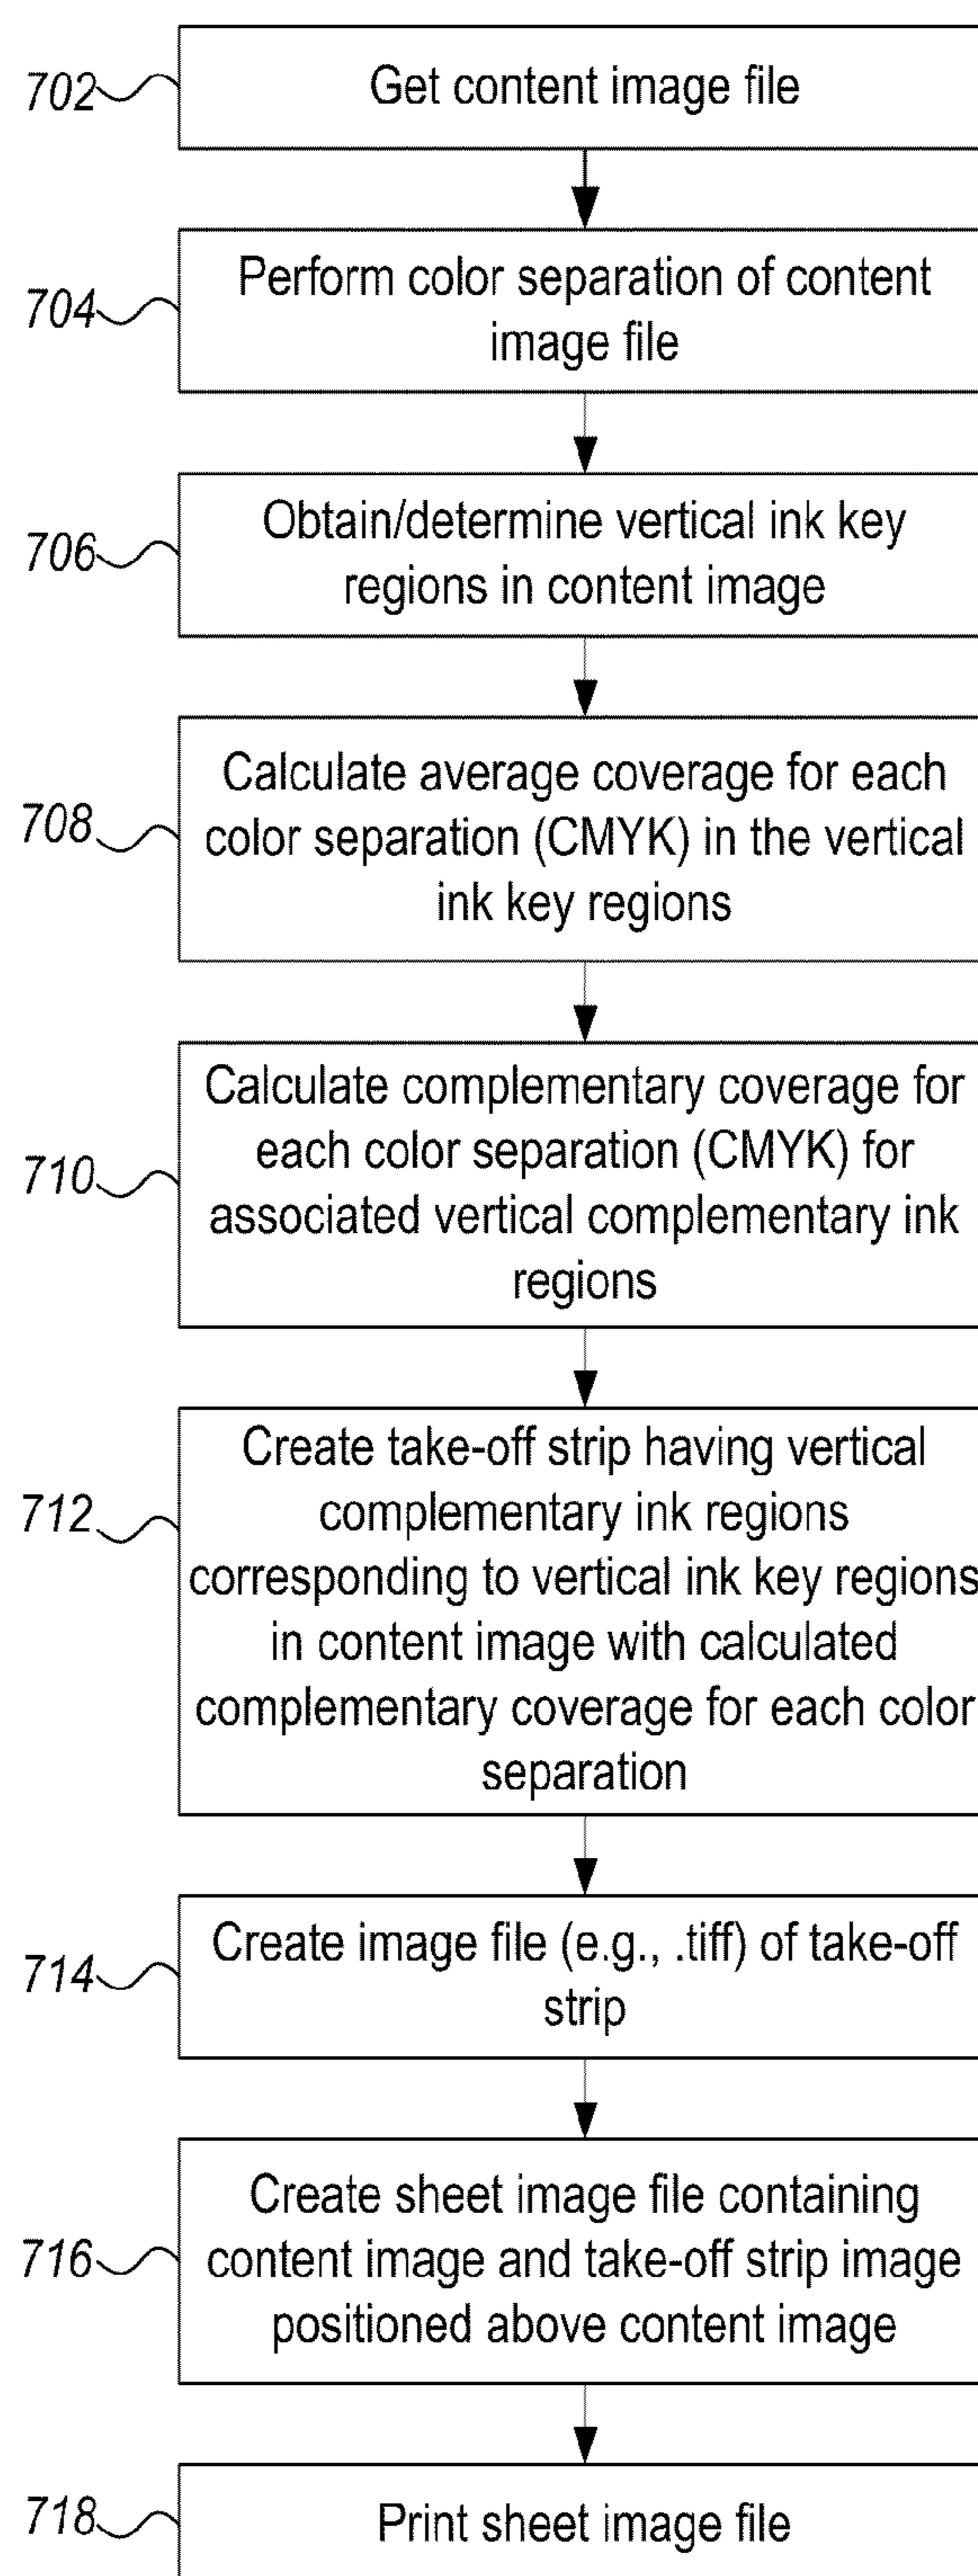 702
Get content image file
704
Perform color separation of content
image file
706
Obtain/determine vertical ink key
regions in content image
708
Calculate average coverage for each
color separation (CMYK) in the vertical
ink key regions
710
Calculate complementary coverage for
each color separation (CMYK) for
associated vertical complementary ink
regions
712
Create take-off strip having vertical
complementary ink regions
corresponding to vertical ink key regions
in content image with calculated
complementary coverage for each color
separation
714
Create image file (e.g., .tiff) of take-off
strip
716
Create sheet image file containing
content image and take-off strip image
positioned above content image
718
Print sheet image file